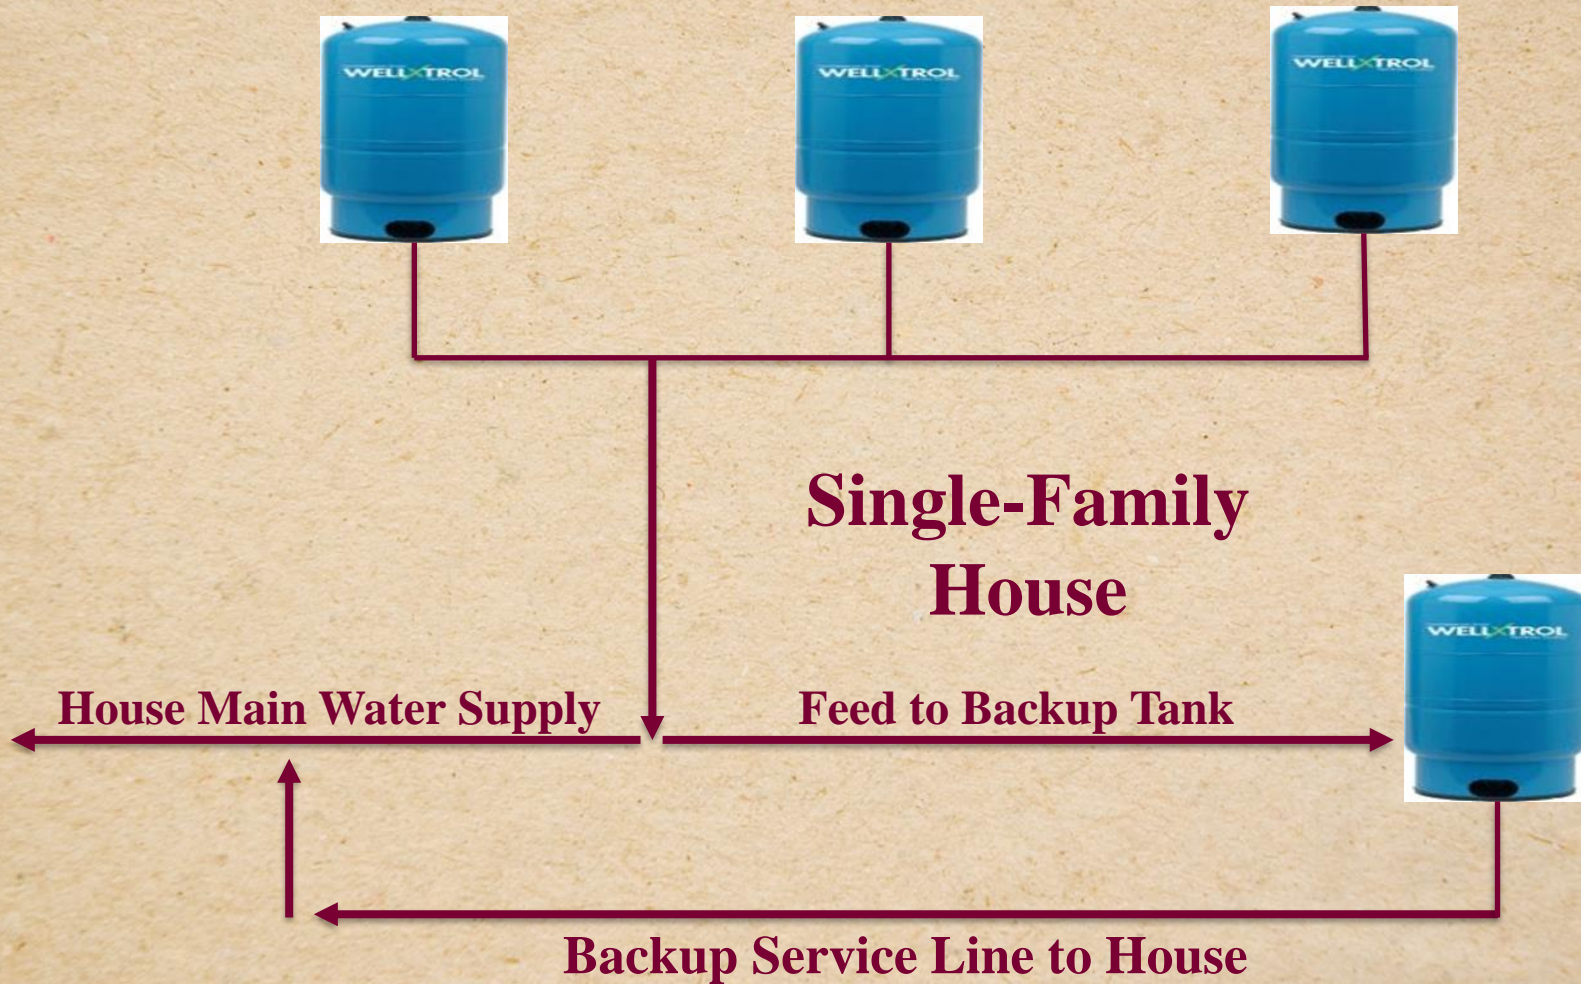 WELLXTROL
WELLXTROL
WELLXTROL
Single-Family
House
WELLXTROL
House Main Water Supply
Feed to Backup Tank
Backup Service Line to House